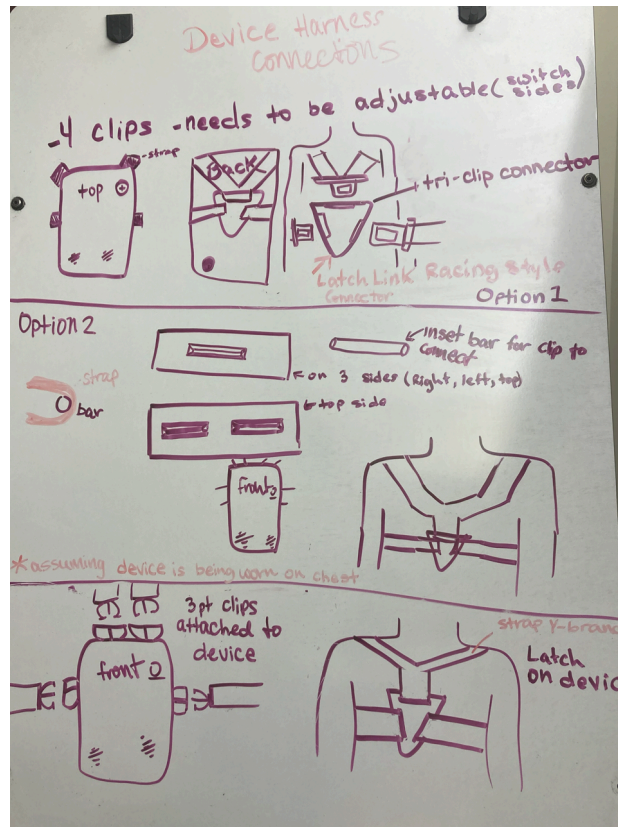 Device Harness
Connections
-4 clips -needs to be adjustable (switch sides)
-strap
top
Back
tri-clip connector
Latch Link Racing Style
Connector
Option 1
Option 2
inset bar for clip to
connect
on 3 sides (Right, left, top)
strap
bar
top side
front
*assuming device is being worn on chest
3pt clips
attached to
device
front
strap Y-bran
Latch
on devic